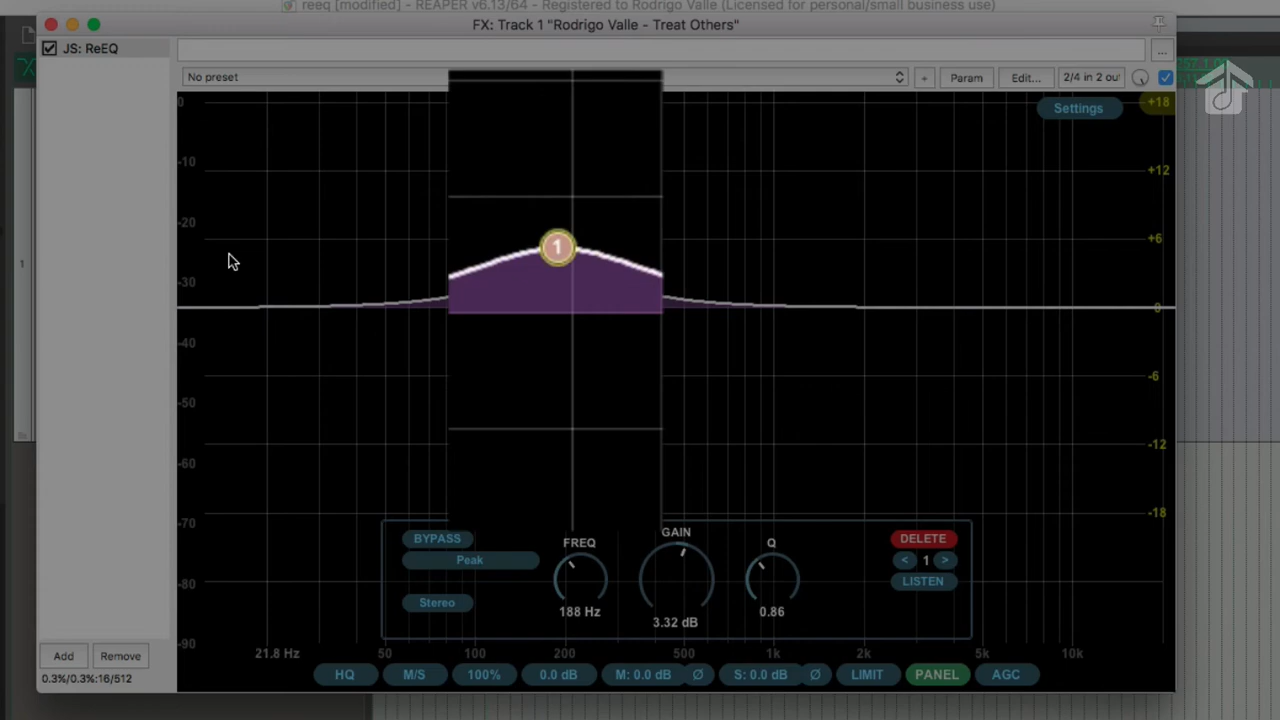 reeq [modified] - REAPER v6.13/64 - Registered to Rodrigo Valle (Licensed for personal/small business use)
FX: Track 1 "Rodrigo Valle - Treat Others"
JS: ReEQ
...
No preset
+
Param
Edit...
2/4 in 2 out
Settings
0
-10
-20
-30
-40
-50
-60
-70
-80
-90
+18
+12
+6
0
-6
-12
-18
1
1
BYPASS
Peak
Stereo
FREQ
188 Hz
GAIN
3.32 dB
Q
0.86
DELETE
< 1 >
LISTEN
21.8 Hz 50 100 200 500 1k 2k 5k 10k
HQ M/S 100% 0.0 dB M: 0.0 dB Ø S: 0.0 dB Ø LIMIT PANEL AGC
Add Remove
0.3%/0.3%:16/512